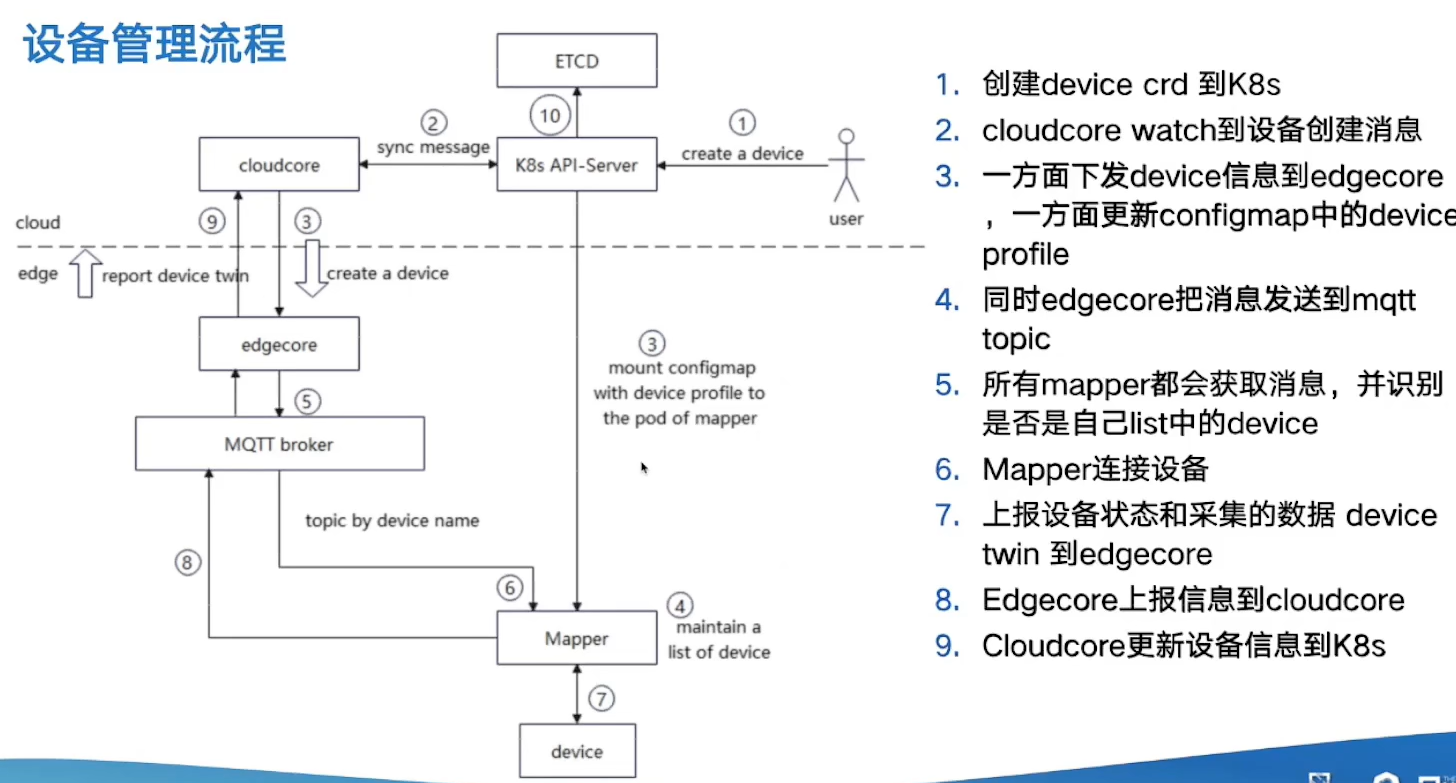 设备管理流程
ETCD
10
2
sync message
1
create a device
cloudcore
K8s API-Server
user
9
3
cloud
edge
report device twin
create a device
edgecore
3
mount configmap
with device profile to
the pod of mapper
5
MQTT broker
topic by device name
8
6
4
maintain a
list of device
Mapper
7
device
1. 创建device crd 到K8s
2. cloudcore watch到设备创建消息
3. 一方面下发device信息到edgecore
，一方面更新configmap中的device
profile
4. 同时edgecore把消息发送到mqtt
topic
5. 所有mapper都会获取消息，并识别
是否是自己list中的device
6. Mapper连接设备
7. 上报设备状态和采集的数据 device
twin 到edgecore
8. Edgecore上报信息到cloudcore
9. Cloudcore更新设备信息到K8s